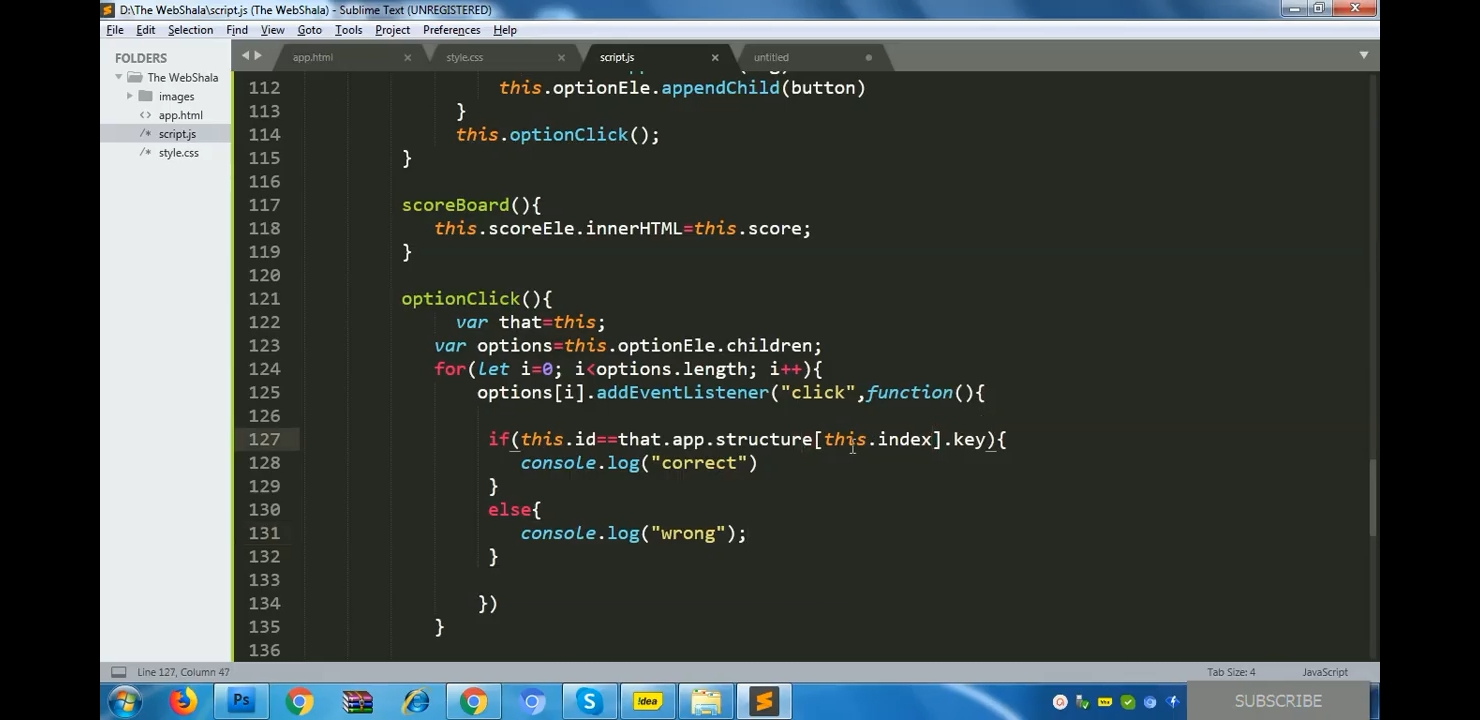 D:\The WebShala\script.js (The WebShala) - Sublime Text (UNREGISTERED)
File Edit Selection Find View Goto Tools Project Preferences Help
FOLDERS
The WebShala
images
<> app.html
/* script.js
/* style.css
app.html style.css script.js untitled
112 this.optionEle.appendChild(button)
113 }
114 this.optionClick();
115 }
116
117 scoreBoard(){
118 this.scoreEle.innerHTML=this.score;
119 }
120
121 optionClick(){
122 var that=this;
123 var options=this.optionEle.children;
124 for(let i=0; i<options.length; i++){
125 options[i].addEventListener("click",function(){
126
127 if(this.id==that.app.structure[this.index].key){
128 console.log("correct")
129 }
130 else{
131 console.log("wrong");
132 }
133
134 })
135 }
136
Line 127, Column 47 Tab Size: 4 JavaScript
Ps
!dea
SUBSCRIBE